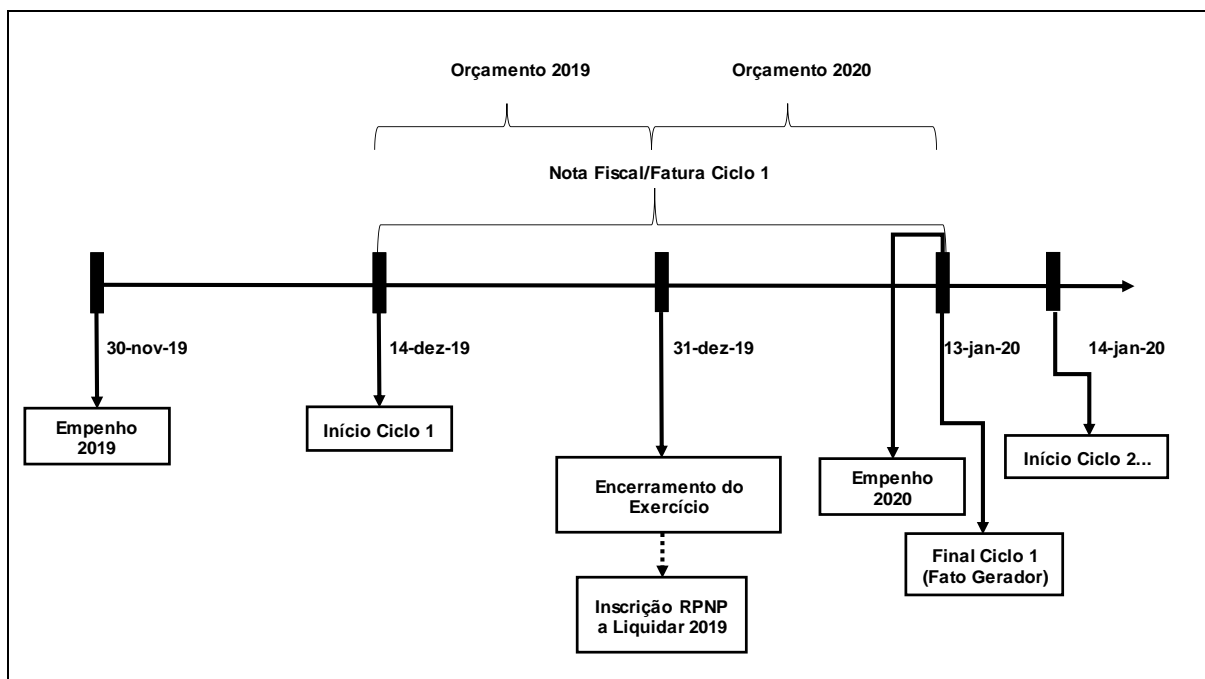 Orçamento 2019
Orçamento 2020
Nota Fiscal/Fatura Ciclo 1
30-nov-19
14-dez-19
31-dez-19
13-jan-20
14-jan-20
Empenho
2019
Início Ciclo 1
Encerramento do
Exercício
Inscrição RPNP
a Liquidar 2019
Empenho
2020
Final Ciclo 1
(Fato Gerador)
Início Ciclo 2...